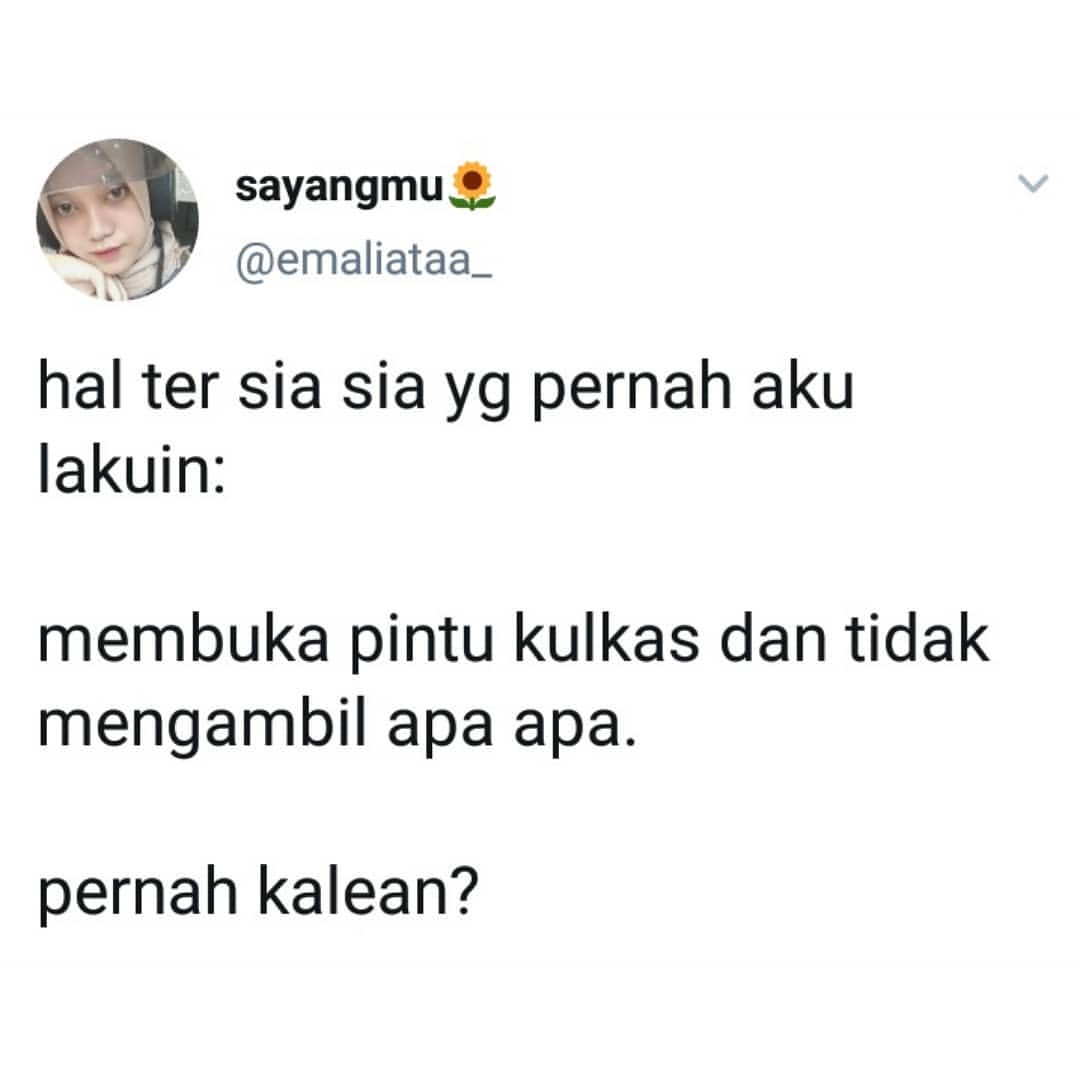 sayangmu🌻
@emaliataa_
hal ter sia sia yg pernah aku
lakuin:
membuka pintu kulkas dan tidak
mengambil apa apa.
pernah kalean?